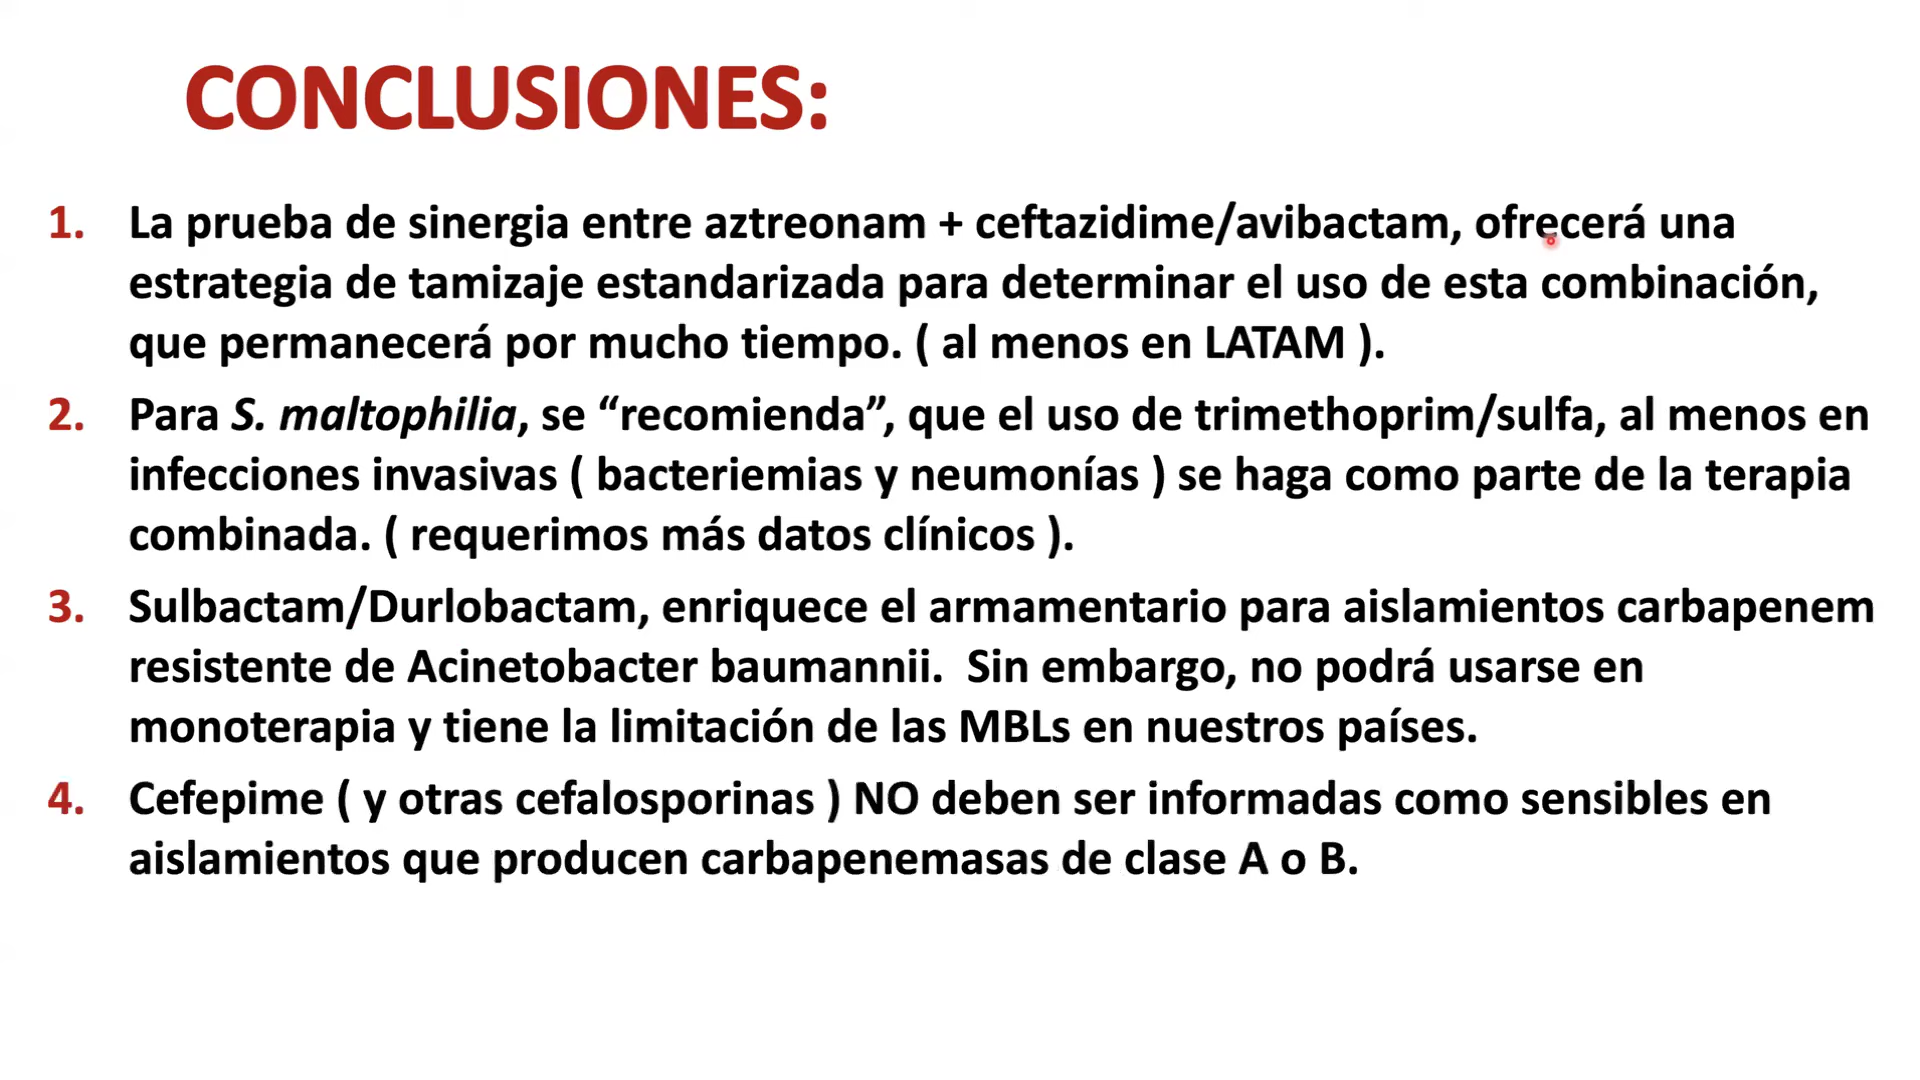 CONCLUSIONES:
1. La prueba de sinergia entre aztreonam + ceftazidime/avibactam, ofrecerá una
estrategia de tamizaje estandarizada para determinar el uso de esta combinación,
que permanecerá por mucho tiempo. ( al menos en LATAM ).
2. Para S. maltophilia, se “recomienda”, que el uso de trimethoprim/sulfa, al menos en
infecciones invasivas ( bacteriemias y neumonías ) se haga como parte de la terapia
combinada. ( requerimos más datos clínicos ).
3. Sulbactam/Durlobactam, enriquece el armamentario para aislamientos carbapenem
resistente de Acinetobacter baumannii.  Sin embargo, no podrá usarse en
monoterapia y tiene la limitación de las MBLs en nuestros países.
4. Cefepime ( y otras cefalosporinas ) NO deben ser informadas como sensibles en
aislamientos que producen carbapenemasas de clase A o B.